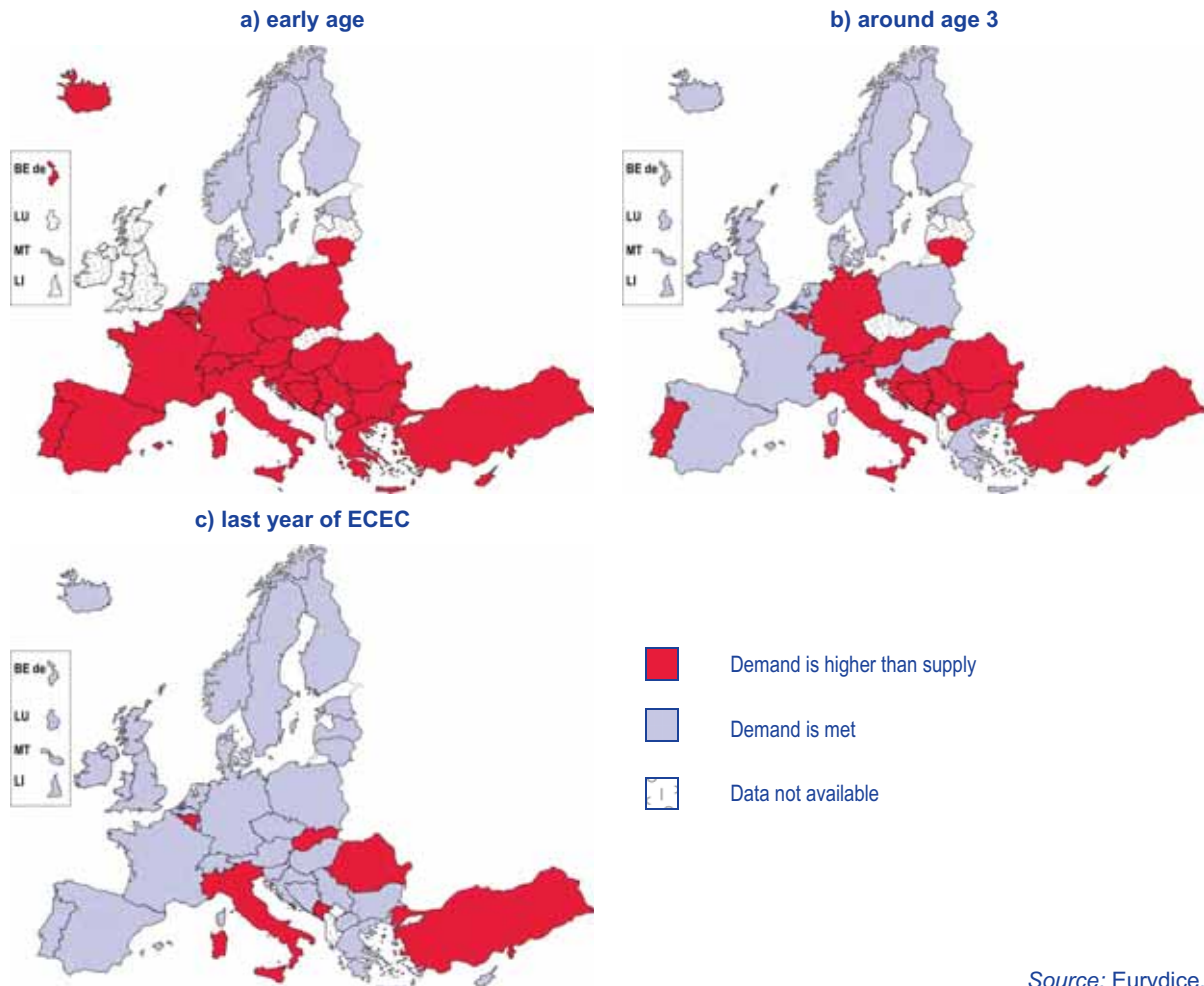 a) early age
b) around age 3
BE de
LU
MT
LI
BE de
LU
MT
LI
c) last year of ECEC
BE de
LU
MT
LI
Demand is higher than supply
Demand is met
Data not available
Source: Eurydice